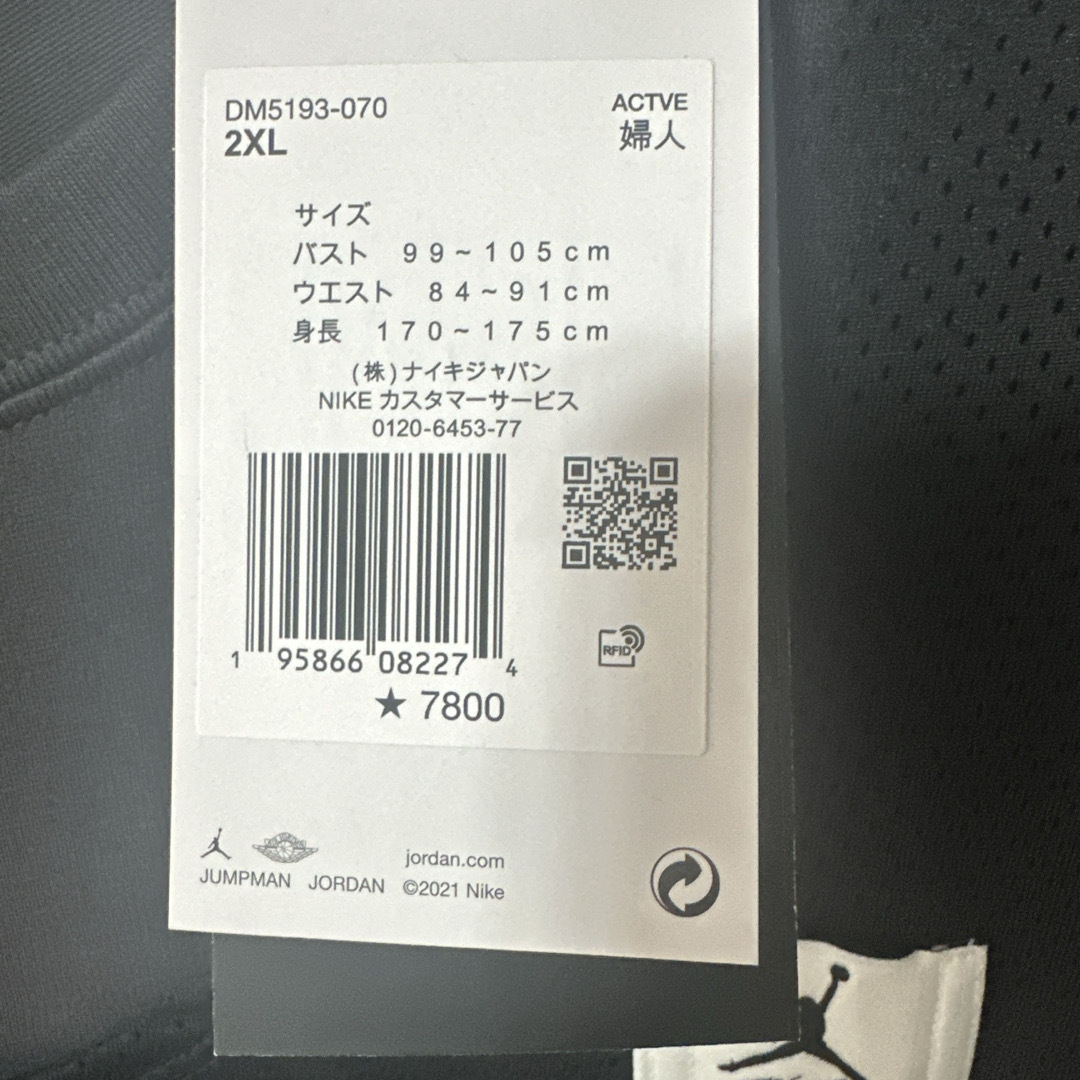 DM5193-070
ACTVE
2XL
婦人
サイズ
バスト 99~105cm
ウエスト 84~91cm
身長 170~175cm
(株)ナイキジャパン
NIKE カスタマーサービス
0120-6453-77
RFID
1 95866 08227 4
★ 7800
jordan.com
JUMPMAN JORDAN ©2021 Nike